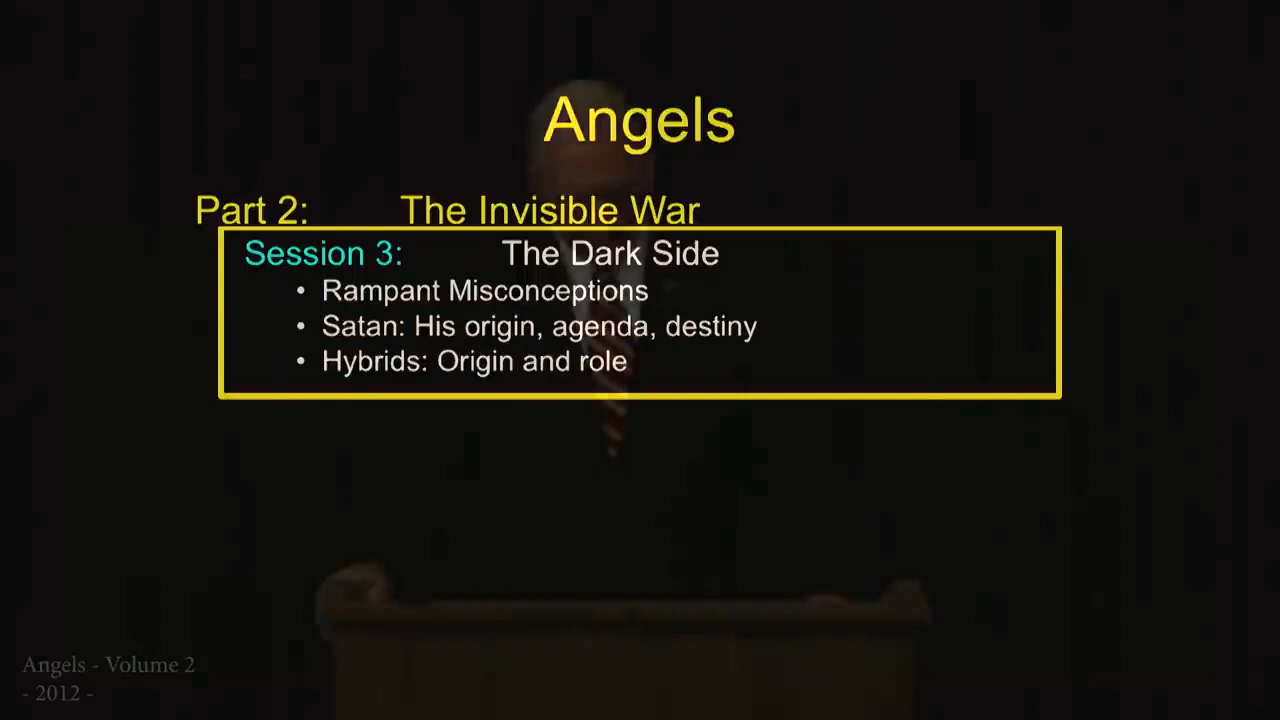 Angels
Part 2: The Invisible War
Session 3: The Dark Side
• Rampant Misconceptions
• Satan: His origin, agenda, destiny
• Hybrids: Origin and role
Angels - Volume 2
- 2012 -